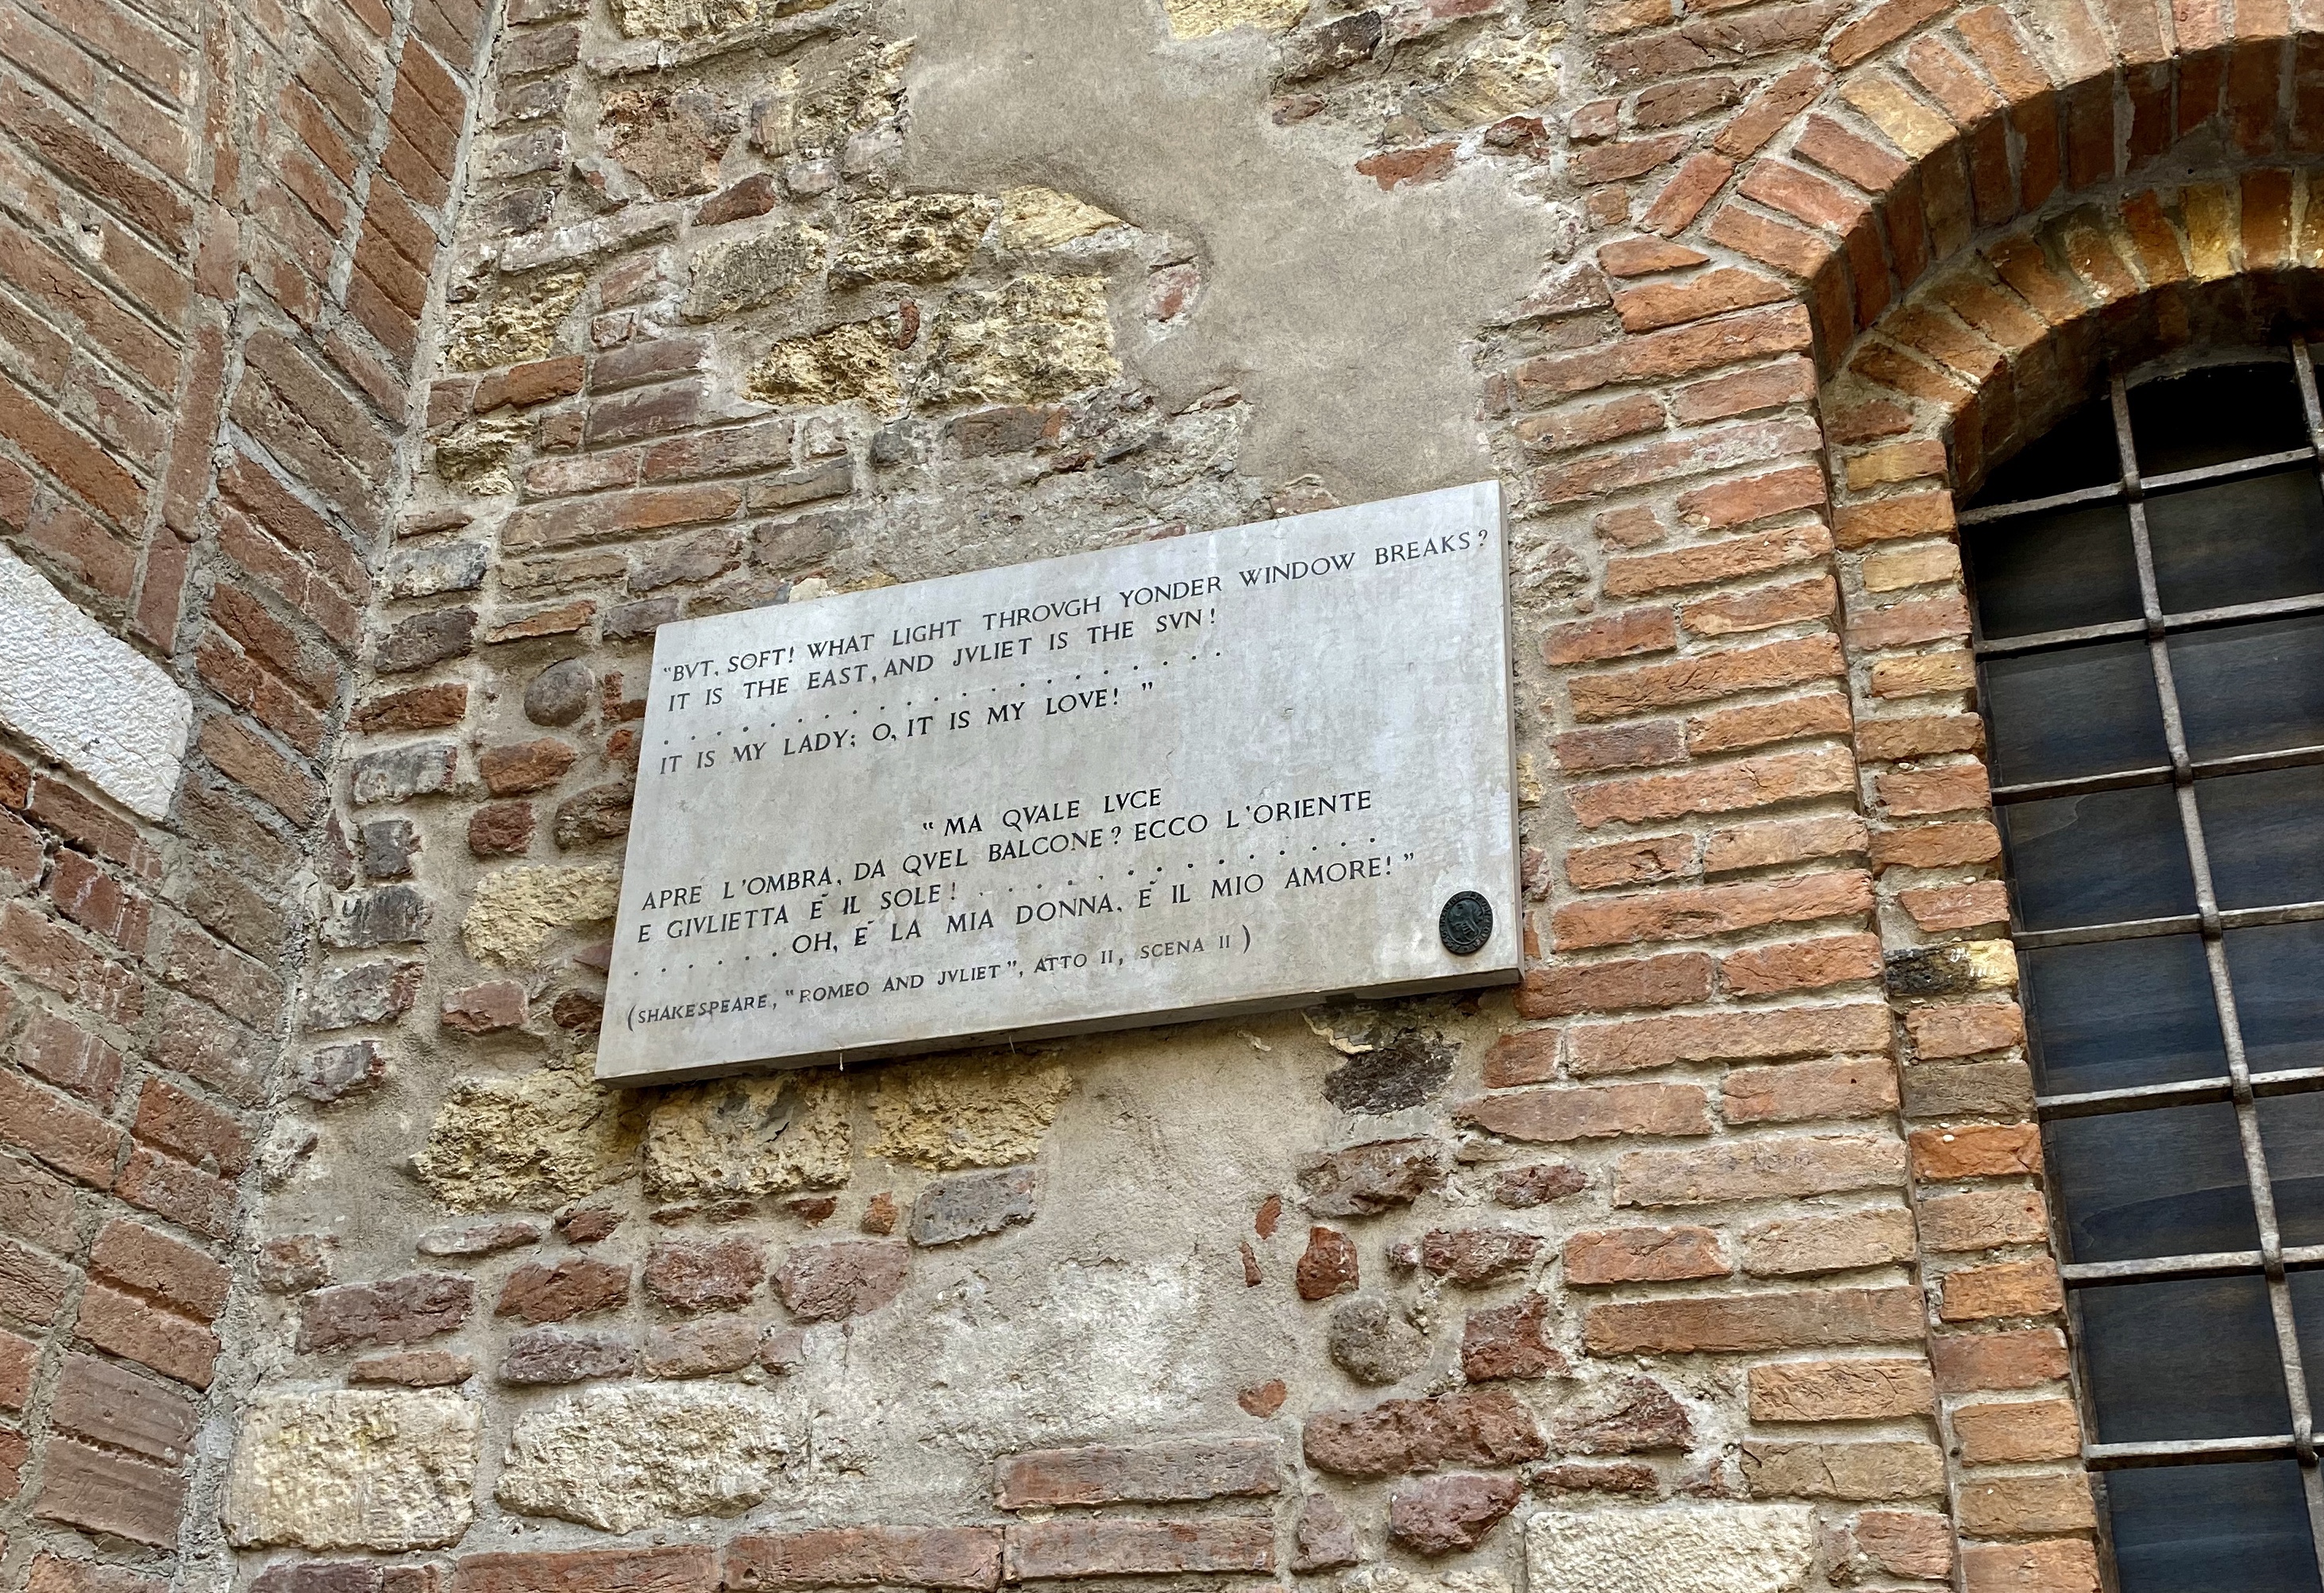 "BVT, SOFT! WHAT LIGHT THROVGH YONDER WINDOW BREAKS?
IT IS THE EAST, AND JVLIET IS THE SVN!
. . . . . . . . . . . . . . . . . . . . .
IT IS MY LADY; O, IT IS MY LOVE! "
"MA QVALE LVCE
APRE L'OMBRA, DA QVEL BALCONE? ECCO L'ORIENTE
E GIVLIETTA È IL SOLE! . . . . . . . . . . . . . .
. . . . . . OH, È LA MIA DONNA, È IL MIO AMORE!"
(SHAKESPEARE, "ROMEO AND JVLIET", ATTO II, SCENA II)